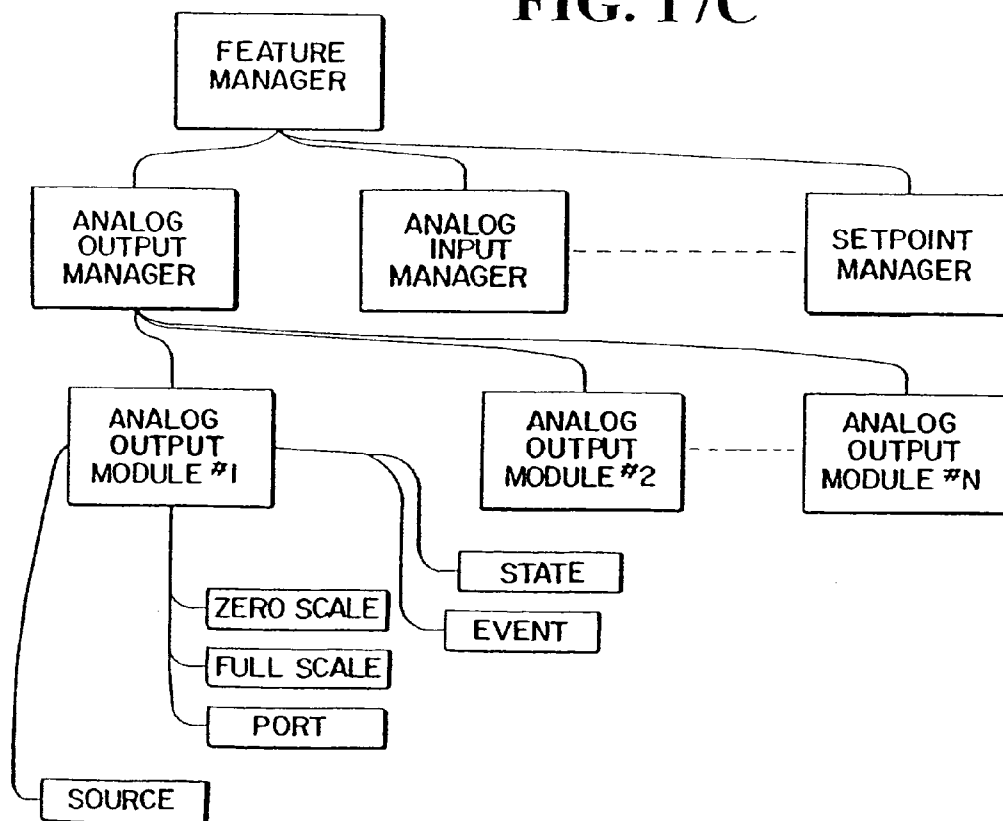 FIG. 17C
FEATURE
MANAGER
ANALOG
OUTPUT
MANAGER
ANALOG
INPUT
MANAGER
SETPOINT
MANAGER
ANALOG
OUTPUT
MODULE #1
ANALOG
OUTPUT
MODULE #2
ANALOG
OUTPUT
MODULE #N
STATE
ZERO SCALE
EVENT
FULL SCALE
PORT
SOURCE